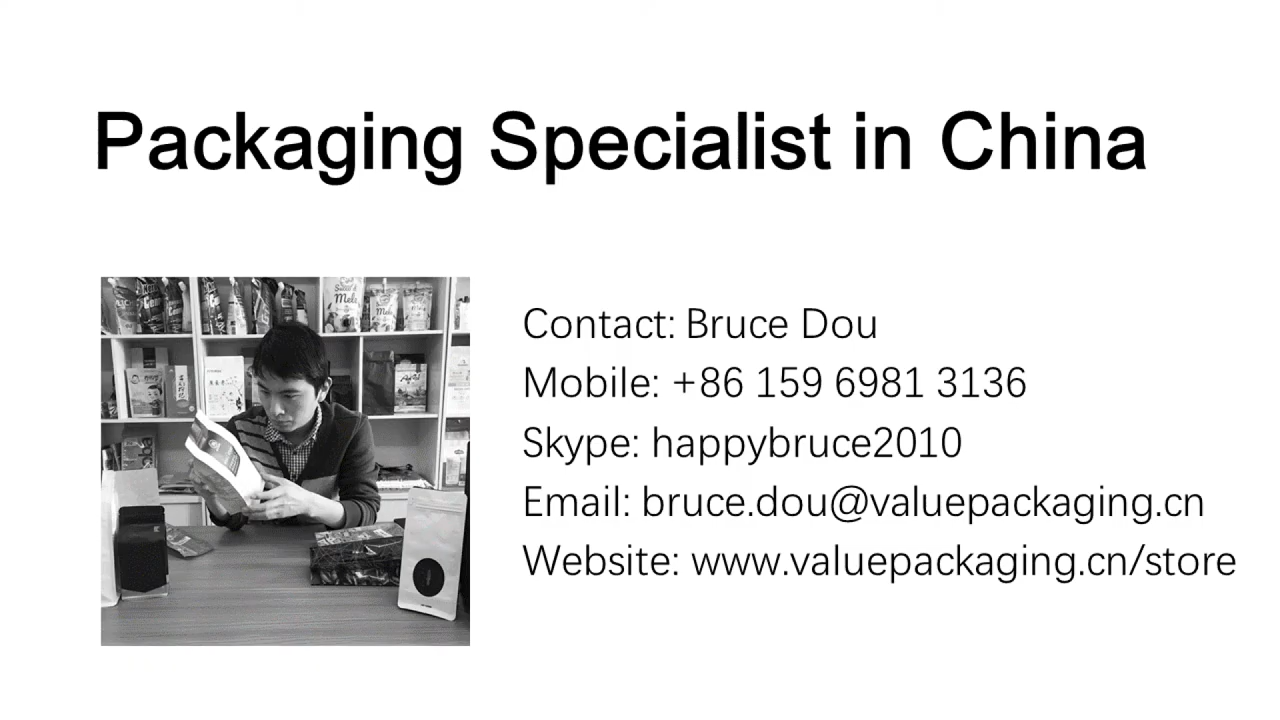 Packaging Specialist in China
Contact: Bruce Dou
Mobile: +86 159 6981 3136
Skype: happybruce2010
Email: bruce.dou@valuepackaging.cn
Website: www.valuepackaging.cn/store